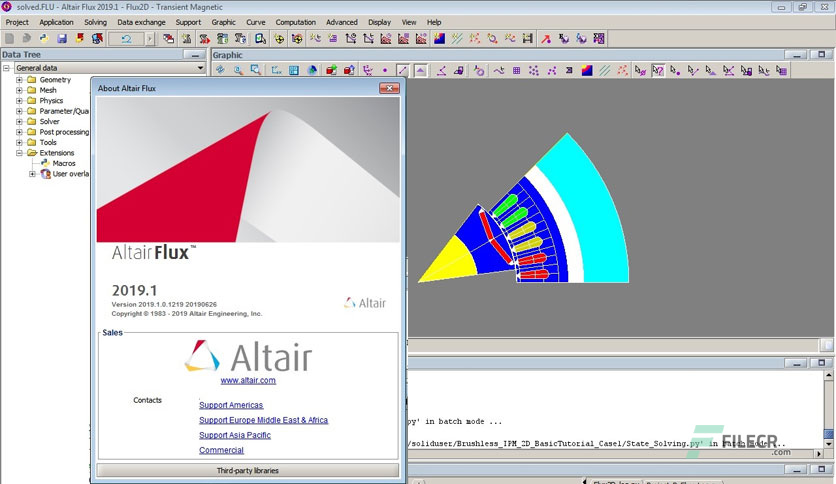 solved.FLU - Altair Flux 2019.1 - Flux2D - Transient Magnetic
Project Application Solving Data exchange Support Graphic Curve Computation Advanced Display View Help
Data Tree
Graphic
General data
Geometry
Mesh
Physics
Parameter/Qua
Solver
Post processing
Tools
Extensions
Macros
User overla
About Altair Flux
Altair Flux™
2019.1
Version 2019.1.0.1219 20190626
Copyright © 1983 - 2019 Altair Engineering, Inc.
Altair
Sales
Altair
www.altair.com
Contacts
Support Americas
Support Europe Middle East & Africa
Support Asia Pacific
Commercial
Third-party libraries
py' in batch mode ...
/soliduser/Brushless_IPM_2D_BasicTutorial_Case1/State_Solving.py' in batch mode ...
FILECR
.com